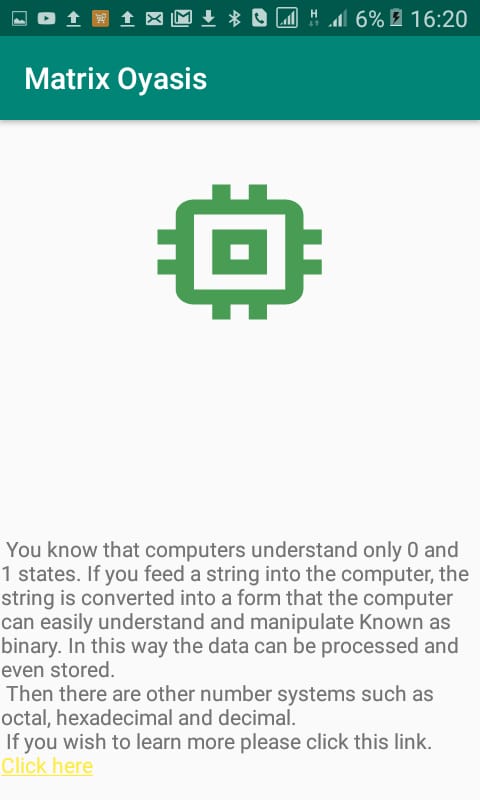 H 6% 16:20
Matrix Oyasis
You know that computers understand only 0 and
1 states. If you feed a string into the computer, the
string is converted into a form that the computer
can easily understand and manipulate Known as
binary. In this way the data can be processed and
even stored.
Then there are other number systems such as
octal, hexadecimal and decimal.
If you wish to learn more please click this link.
Click here